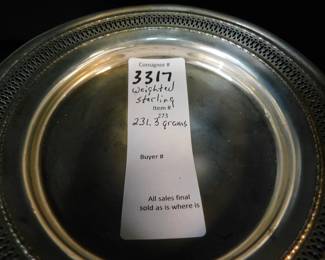 Consignor #
3317
weighted
sterling
Item #
273
231.3 grams
Buyer #
All sales final
sold as is where is